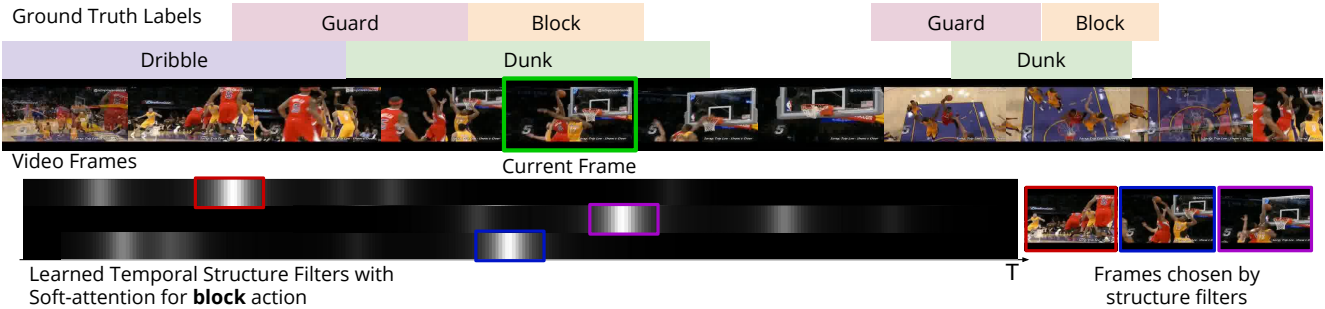 Ground Truth Labels
Guard
Block
Guard
Block
Dribble
Dunk
Dunk
Video Frames
Current Frame
T
Learned Temporal Structure Filters with
Soft-attention for block action
Frames chosen by
structure filters